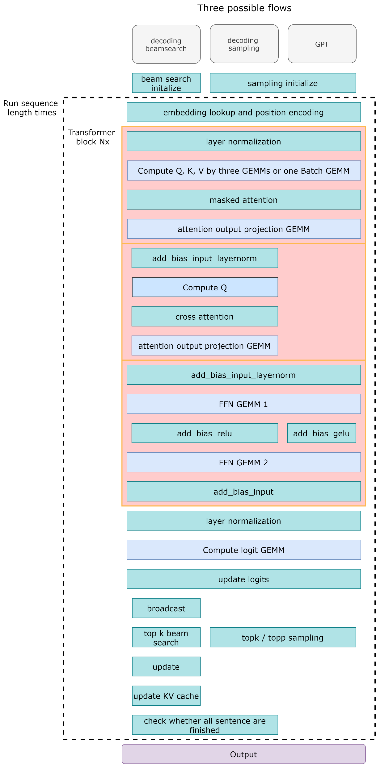 Three possible flows
decoding
beamsearch
decoding
sampling
GPT
beam search
initalize
sampling initialize
Run sequence
length times
embedding lookup and position encoding
Transformer
block Nx
layer normalization
Compute Q, K, V by three GEMMs or one Batch GEMM
masked attention
attention output projection GEMM
add_bias_input_layernorm
Compute Q
cross attention
attention output projection GEMM
add_bias_input_layernorm
FFN GEMM 1
add_bias_relu
add_bias_gelu
FFN GEMM 2
add_bias_input
layer normalization
Compute logit GEMM
update logits
broadcast
top k beam
search
topk / topp sampling
update
update KV cache
check whether all sentence are
finished
Output